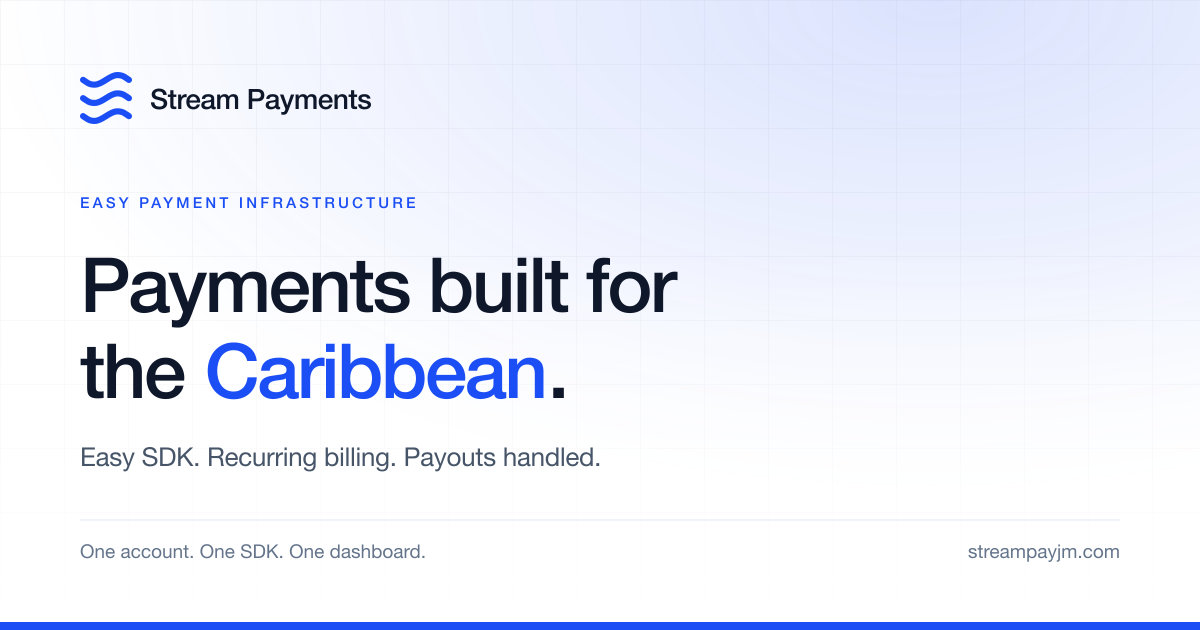 Stream Payments
EASY PAYMENT INFRASTRUCTURE
Payments built for
the Caribbean.
Easy SDK. Recurring billing. Payouts handled.
One account. One SDK. One dashboard.
streampayjm.com